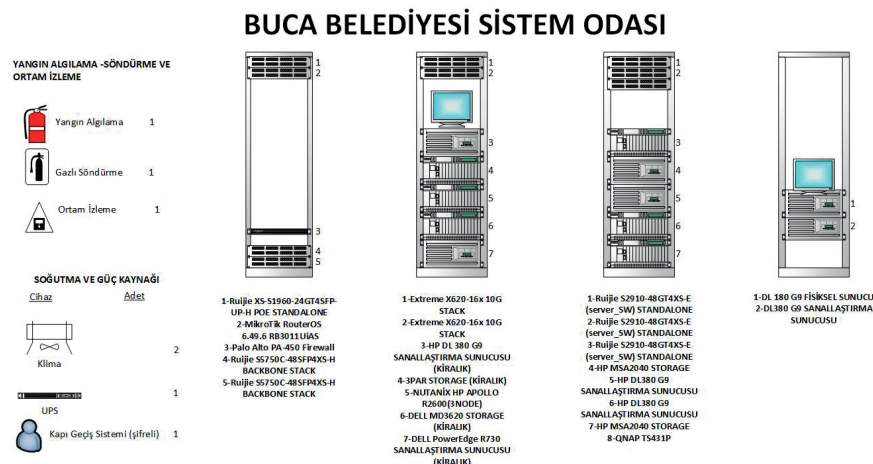 BUCA BELEDİYESİ SİSTEM ODASI
YANGIN ALGILAMA -SÖNDÜRME VE
ORTAM İZLEME
Yangın Algılama 1
Gazlı Söndürme 1
Ortam İzleme 1
SOĞUTMA VE GÜÇ KAYNAĞI
Cihaz Adet
Klima 2
UPS 1
Kapı Geçiş Sistemi (şifreli) 1
1
2
3
4
5
1-Ruijie XS-S1960-24GT4SFP-
UP-H POE STANDALONE
2-MikroTik RouterOS
6.49.6 RB3011UiAS
3-Palo Alto PA-450 Firewall
4-Ruijie S5750C-48SFP4XS-H
BACKBONE STACK
5-Ruijie S5750C-48SFP4XS-H
BACKBONE STACK
1
2
3
4
5
6
7
1-Extreme X620-16x 10G
STACK
2-Extreme X620-16x 10G
STACK
3-HP DL 380 G9
SANALLAŞTIRMA SUNUCUSU
(KİRALIK)
4-3PAR STORAGE (KİRALIK)
5-NUTANİX HP APOLLO
R2600(3NODE)
6-DELL MD3620 STORAGE
(KİRALIK)
7-DELL PowerEdge R730
SANALLAŞTIRMA SUNUCUSU
(KİRALIK)
1
2
3
4
5
6
7
1-Ruijie S2910-48GT4XS-E
(server_SW) STANDALONE
2-Ruijie S2910-48GT4XS-E
(server_SW) STANDALONE
3-Ruijie S2910-48GT4XS-E
(server_SW) STANDALONE
4-HP MSA2040 STORAGE
5-HP DL380 G9
SANALLAŞTIRMA SUNUCUSU
6-HP DL380 G9
SANALLAŞTIRMA SUNUCUSU
7-HP MSA2040 STORAGE
8-QNAP TS431P
1
2
1-DL 180 G9 FİSİKSEL SUNUCU
2-DL380 G9 SANALLAŞTIRMA
SUNUCUSU